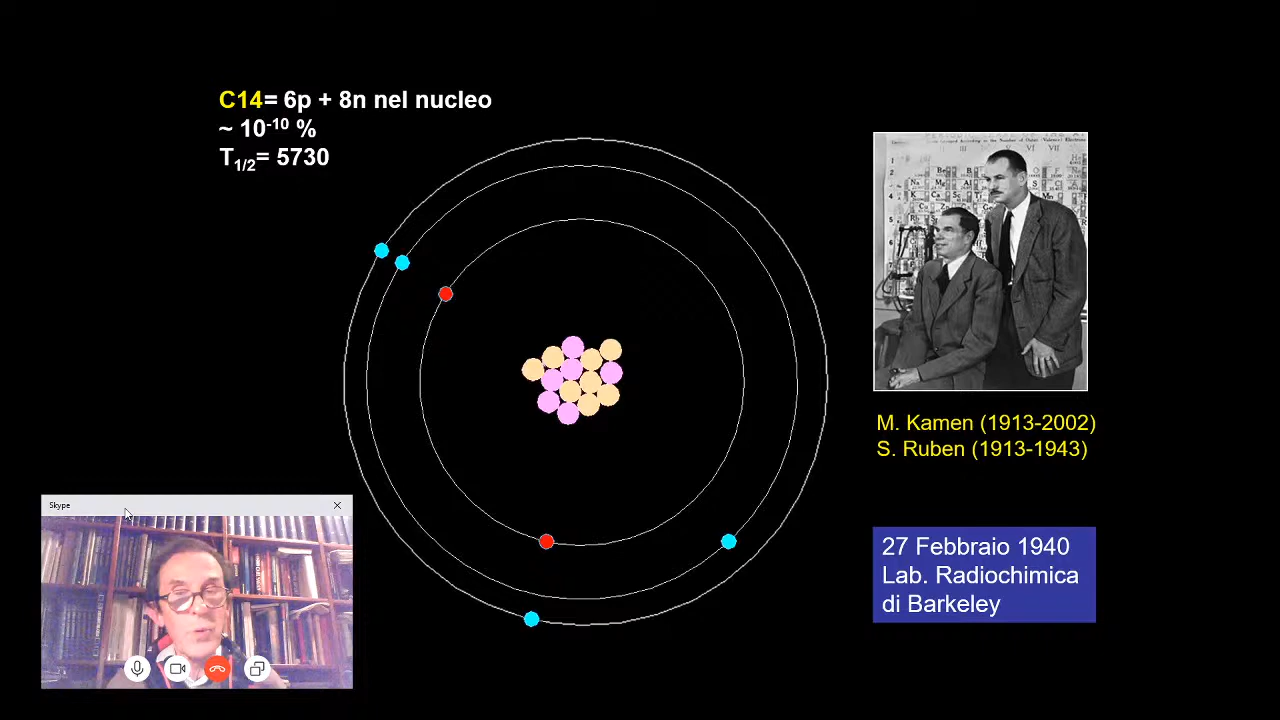 C14= 6p + 8n nel nucleo
~ 10⁻¹⁰ %
T₁/₂= 5730
M. Kamen (1913-2002)
S. Ruben (1913-1943)
27 Febbraio 1940
Lab. Radiochimica
di Barkeley
Skype